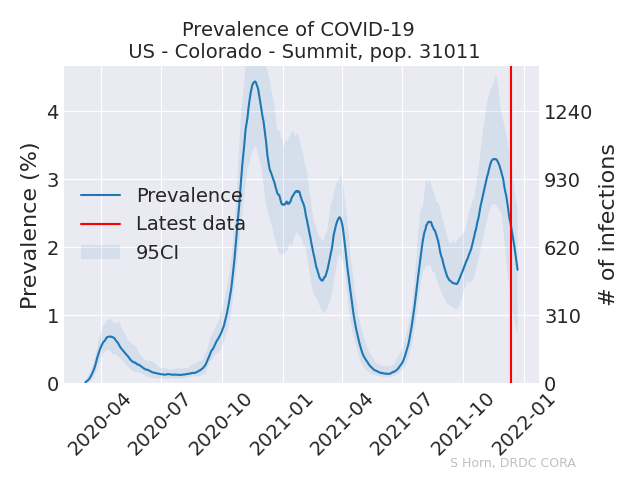 Prevalence of COVID-19
US - Colorado - Summit, pop. 31011
Prevalence (%)
4
3
2
1
0
1240
930
620
310
0
# of infections
Prevalence
Latest data
95CI
2020-04
2020-07
2020-10
2021-01
2021-04
2021-07
2021-10
2022-01
S Horn, DRDC CORA